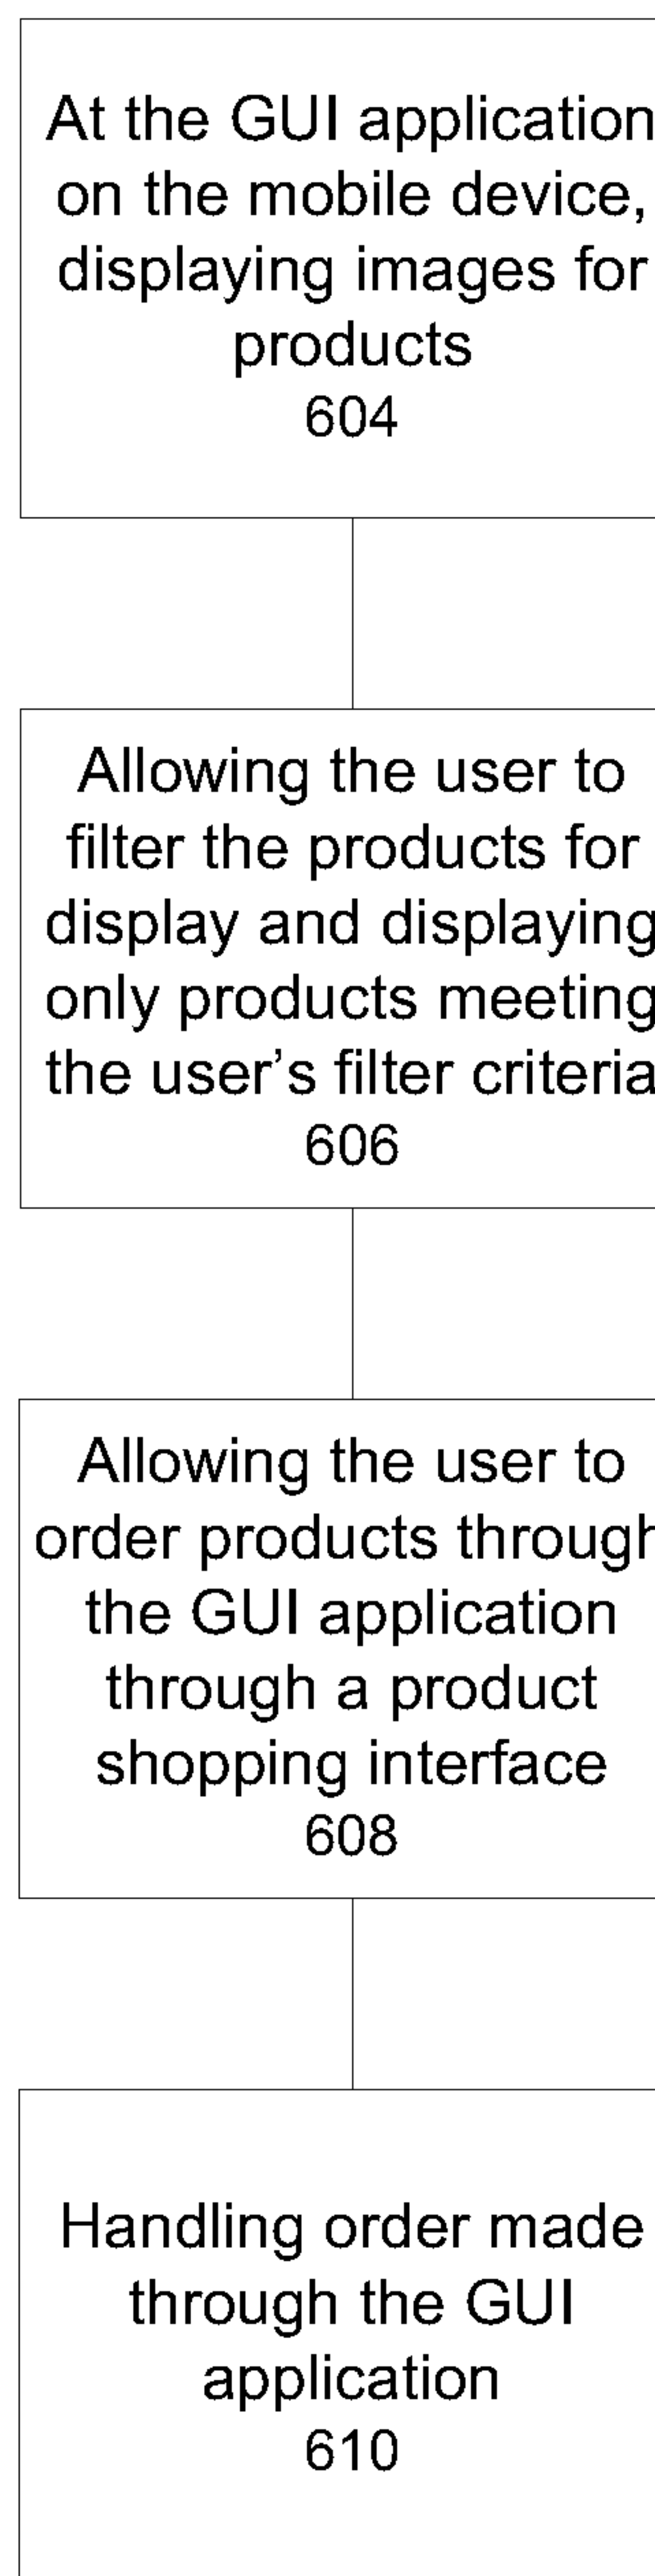 At the GUI application
on the mobile device,
displaying images for
products
604
Allowing the user to
filter the products for
display and displaying
only products meeting
the user’s filter criteria
606
Allowing the user to
order products through
the GUI application
through a product
shopping interface
608
Handling order made
through the GUI
application
610